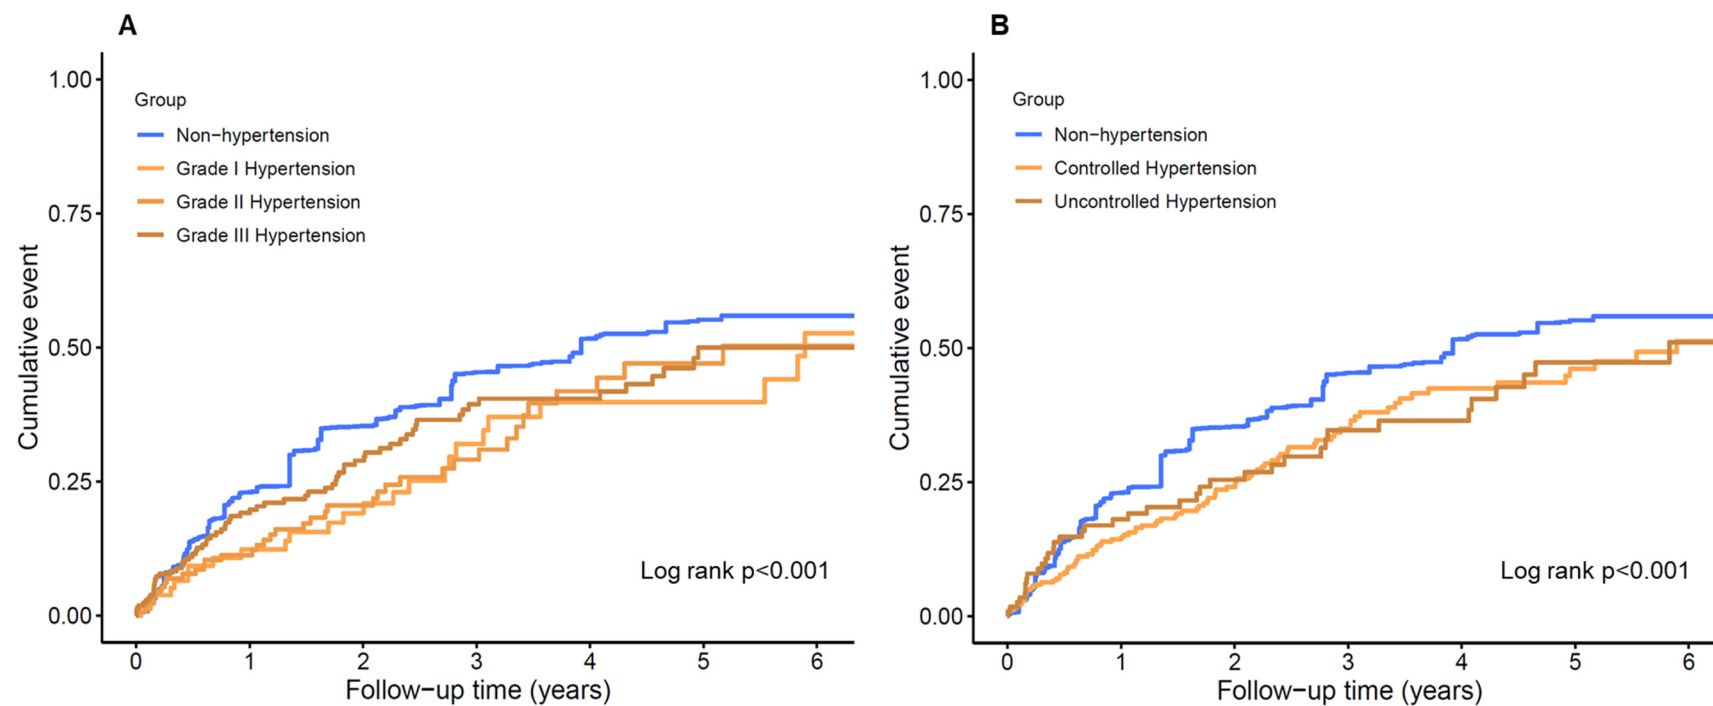 A
1.00
0.75
0.50
0.25
0.00
Cumulative event
Group
Non-hypertension
Grade I Hypertension
Grade II Hypertension
Grade III Hypertension
Log rank p<0.001
0 1 2 3 4 5 6
Follow-up time (years)
B
1.00
0.75
0.50
0.25
0.00
Cumulative event
Group
Non-hypertension
Controlled Hypertension
Uncontrolled Hypertension
Log rank p<0.001
0 1 2 3 4 5 6
Follow-up time (years)